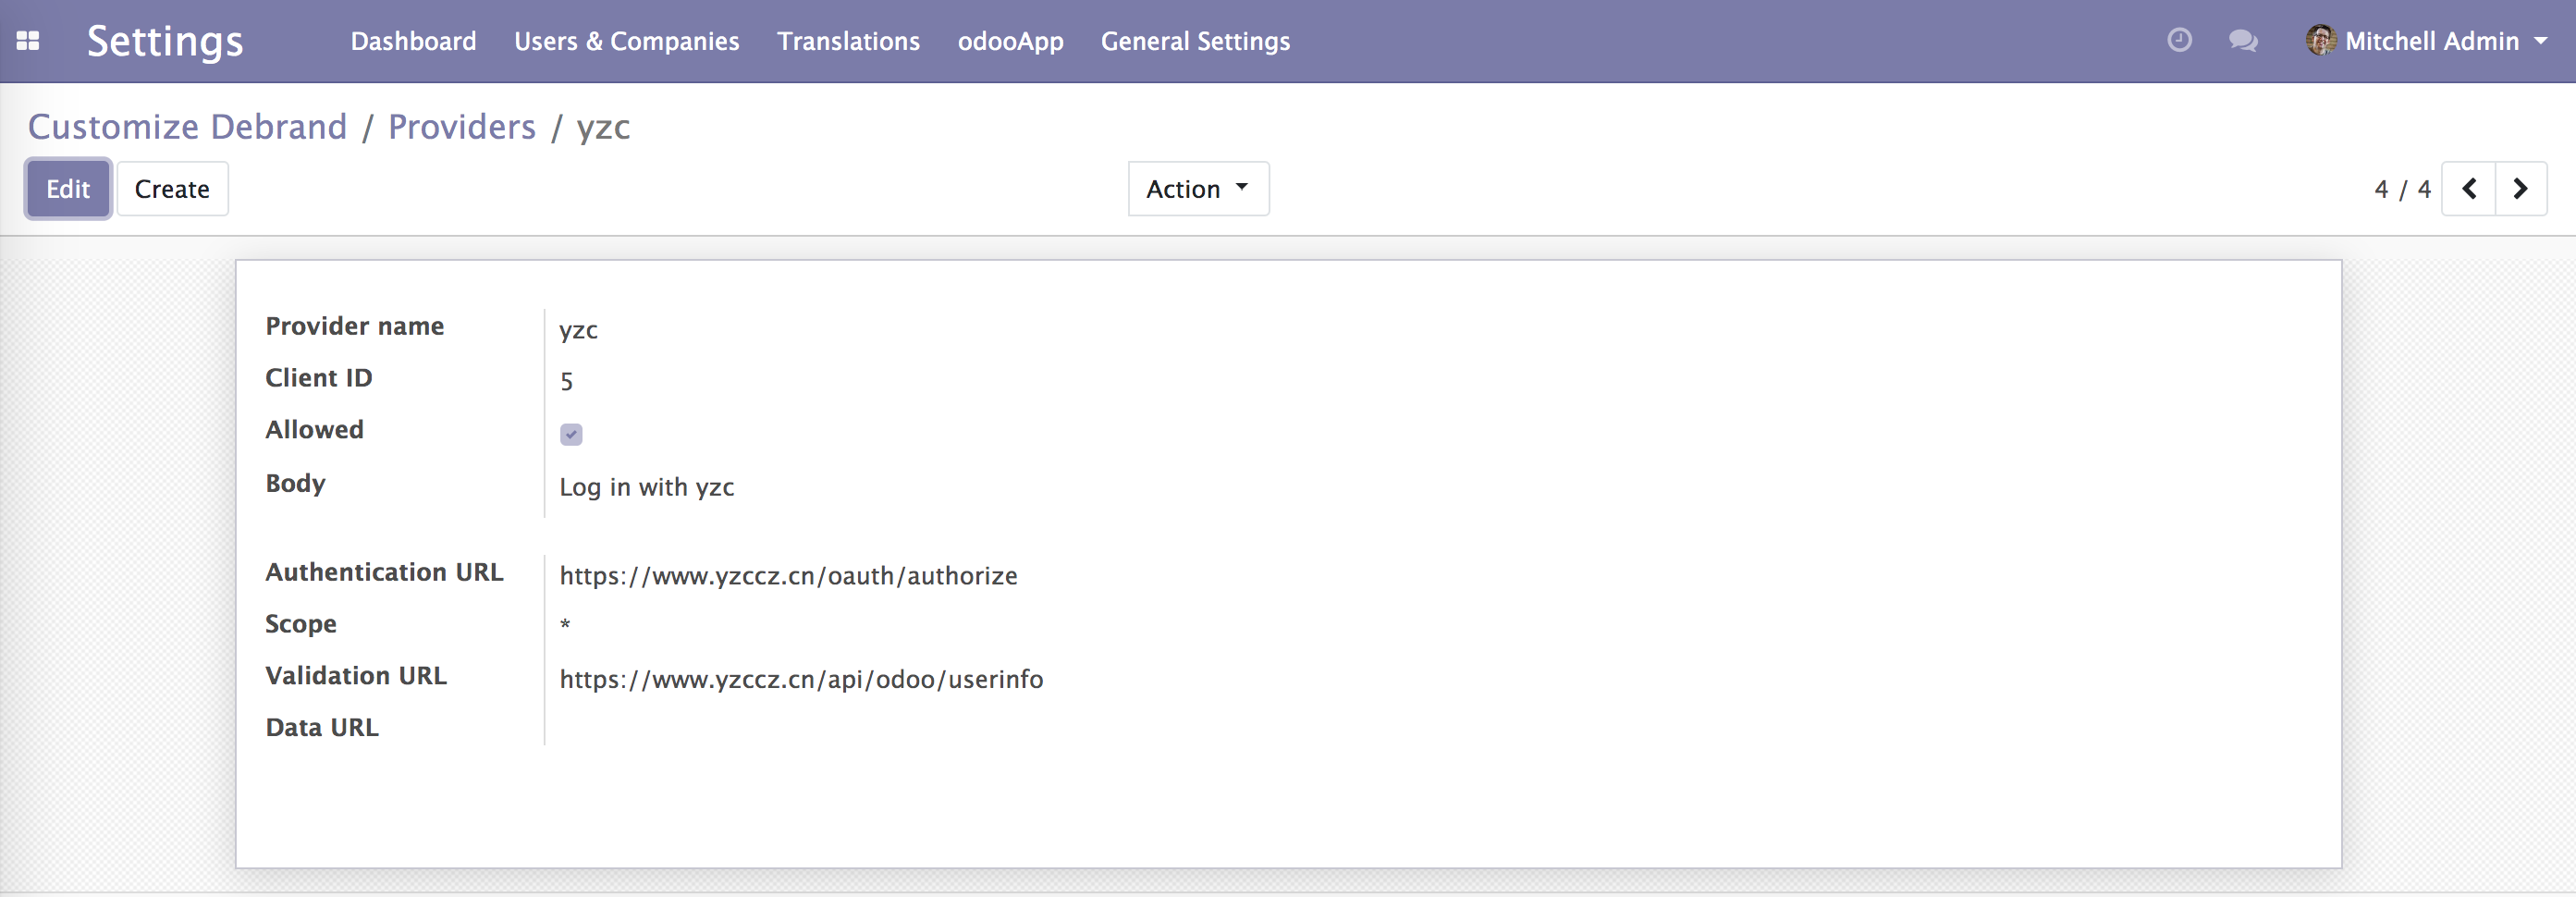 Settings Dashboard Users & Companies Translations odooApp General Settings Mitchell Admin
Customize Debrand / Providers / yzc
Edit Create Action 4 / 4
Provider name yzc
Client ID 5
Allowed
Body Log in with yzc
Authentication URL https://www.yzccz.cn/oauth/authorize
Scope *
Validation URL https://www.yzccz.cn/api/odoo/userinfo
Data URL